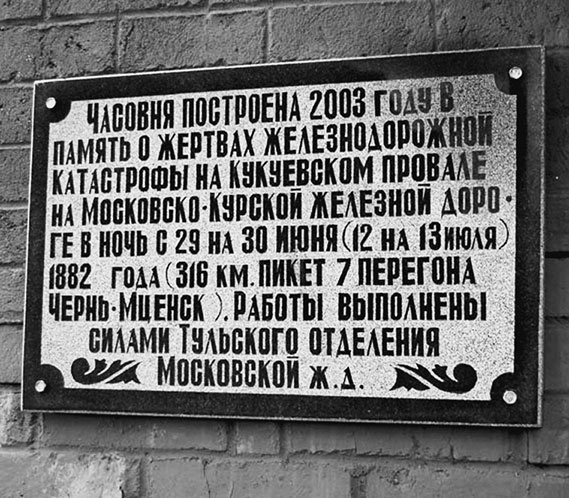 Часовня построена 2003 году в
память о жертвах железнодорожной
катастрофы на Кукуевском провале
на Московско-Курской железной доро-
ге в ночь с 29 на 30 июня (12 на 13 июля)
1882 года (316 км. пикет 7 перегона
Чернь-Мценск). Работы выполнены
силами Тульского отделения
Московской ж.д.